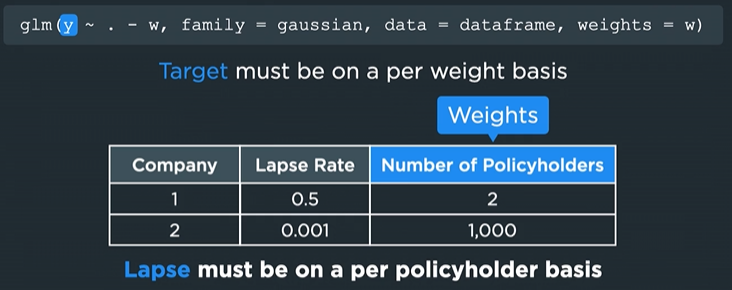 glm(y ~ . - w, family = gaussian, data = dataframe, weights = w)
Target must be on a per weight basis
Weights
Company Lapse Rate Number of Policyholders
1 0.5 2
2 0.001 1,000
Lapse must be on a per policyholder basis